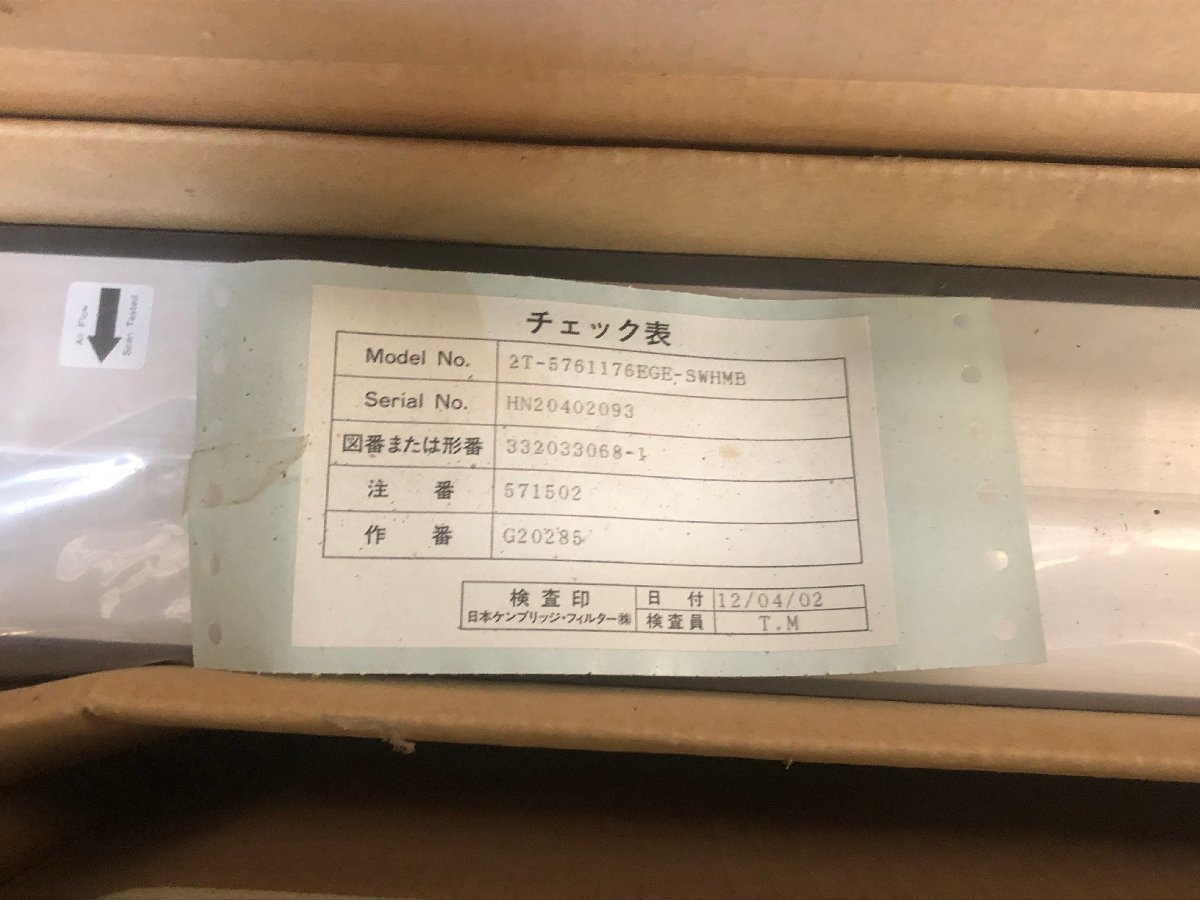 Air Flow
Scan Tested
チェック表
Model No. 2T-5761176EGE-SWHMB
Serial No. HN20402093
図番または形番 332033068-1
注 番 571502
作 番 G20285
検査印 日付 12/04/02
日本ケンブリッジ・フィルター㈱ 検査員 T.M